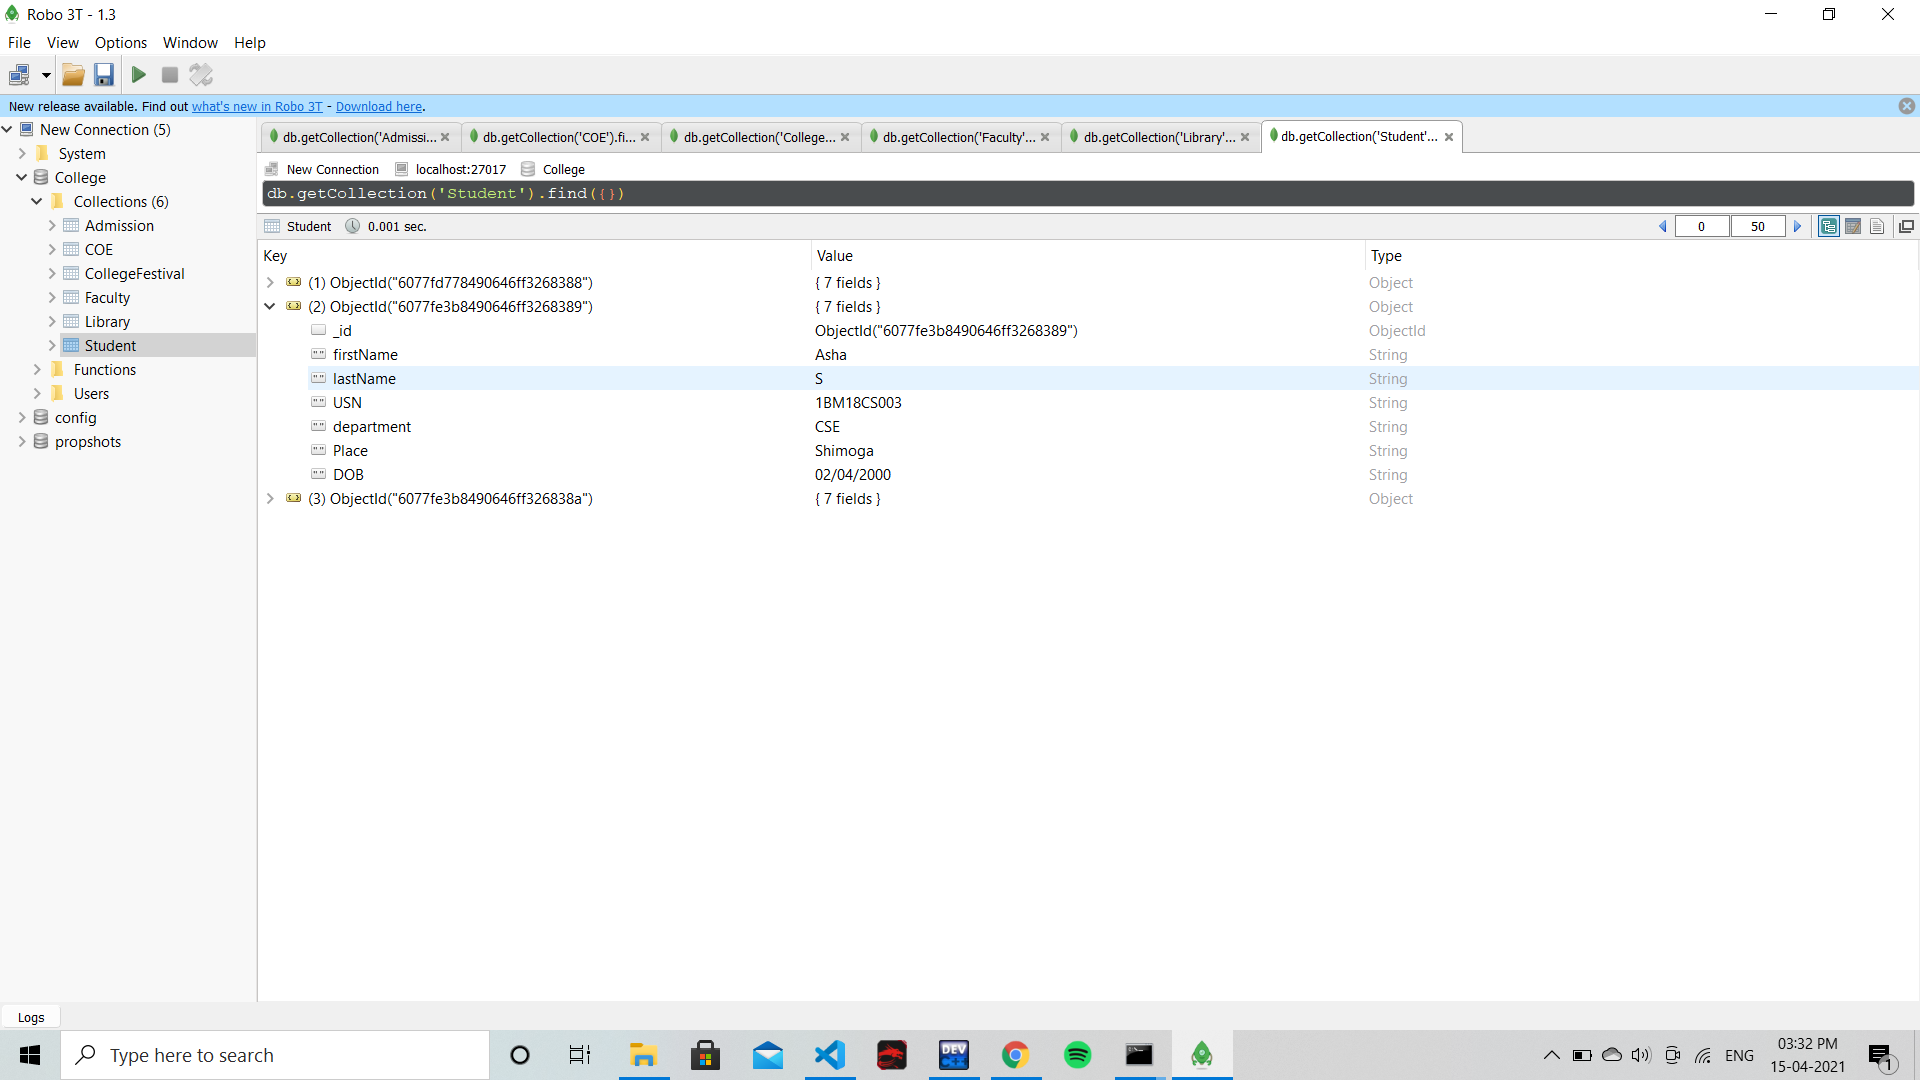 Robo 3T - 1.3
File View Options Window Help
New release available. Find out what's new in Robo 3T - Download here.
New Connection (5)
System
College
Collections (6)
Admission
COE
CollegeFestival
Faculty
Library
Student
Functions
Users
config
propshots
db.getCollection('Admissi... db.getCollection('COE').fi... db.getCollection('College... db.getCollection('Faculty'... db.getCollection('Library'... db.getCollection('Student'...
New Connection localhost:27017 College
db.getCollection('Student').find({})
Student 0.001 sec. 0 50
Key Value Type
(1) ObjectId("6077fd778490646ff3268388") { 7 fields } Object
(2) ObjectId("6077fe3b8490646ff3268389") { 7 fields } Object
_id ObjectId("6077fe3b8490646ff3268389") ObjectId
firstName Asha String
lastName S String
USN 1BM18CS003 String
department CSE String
Place Shimoga String
DOB 02/04/2000 String
(3) ObjectId("6077fe3b8490646ff326838a") { 7 fields } Object
Logs
Type here to search
DEV C++
ENG
03:32 PM
15-04-2021
1